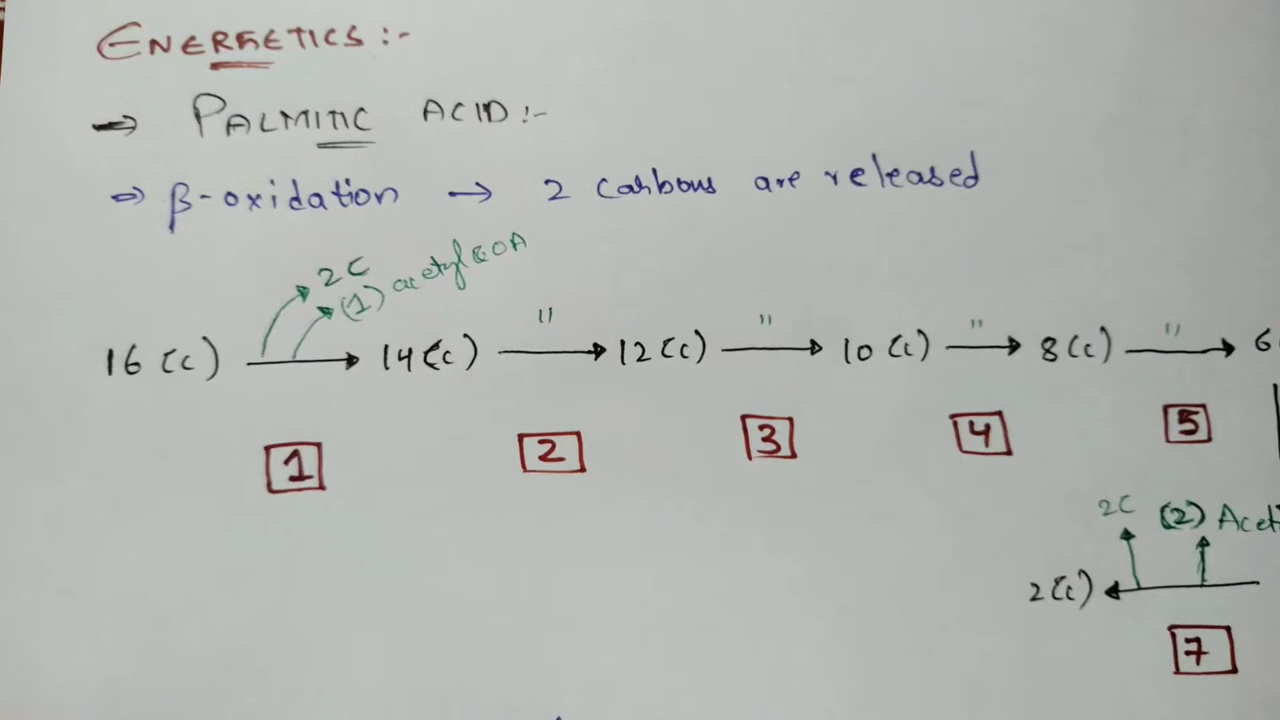 ENERGETICS:-
→ PALMITIC ACID:-
⇒ β-oxidation → 2 carbons are released
2C
(1) acetyl COA
16 (C) → 14 (C) " → 12 (C) " → 10 (C) " → 8 (C) " → 6
1 2 3 4 5
2C (2) Acet
2 (C) ←
7